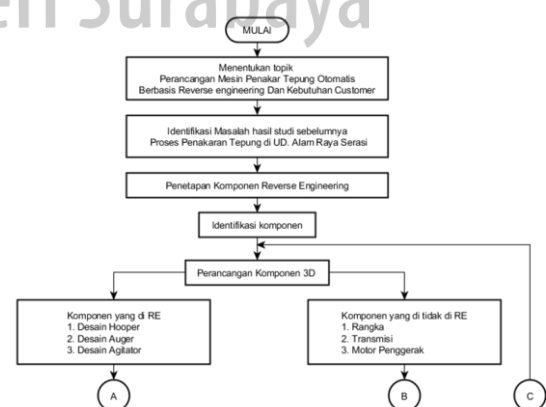 en Surabaya
MULAI
Menentukan topik
Perancangan Mesin Penakar Tepung Otomatis
Berbasis Reverse engineering Dan Kebutuhan Customer
Identifikasi Masalah hasil studi sebelumnya
Proses Penakaran Tepung di UD. Alam Raya Serasi
Penetapan Komponen Reverse Engineering
Identifikasi komponen
Perancangan Komponen 3D
Komponen yang di RE
1. Desain Hooper
2. Desain Auger
3. Desain Agitator
Komponen yang di tidak di RE
1. Rangka
2. Transmisi
3. Motor Penggerak
A
B
C